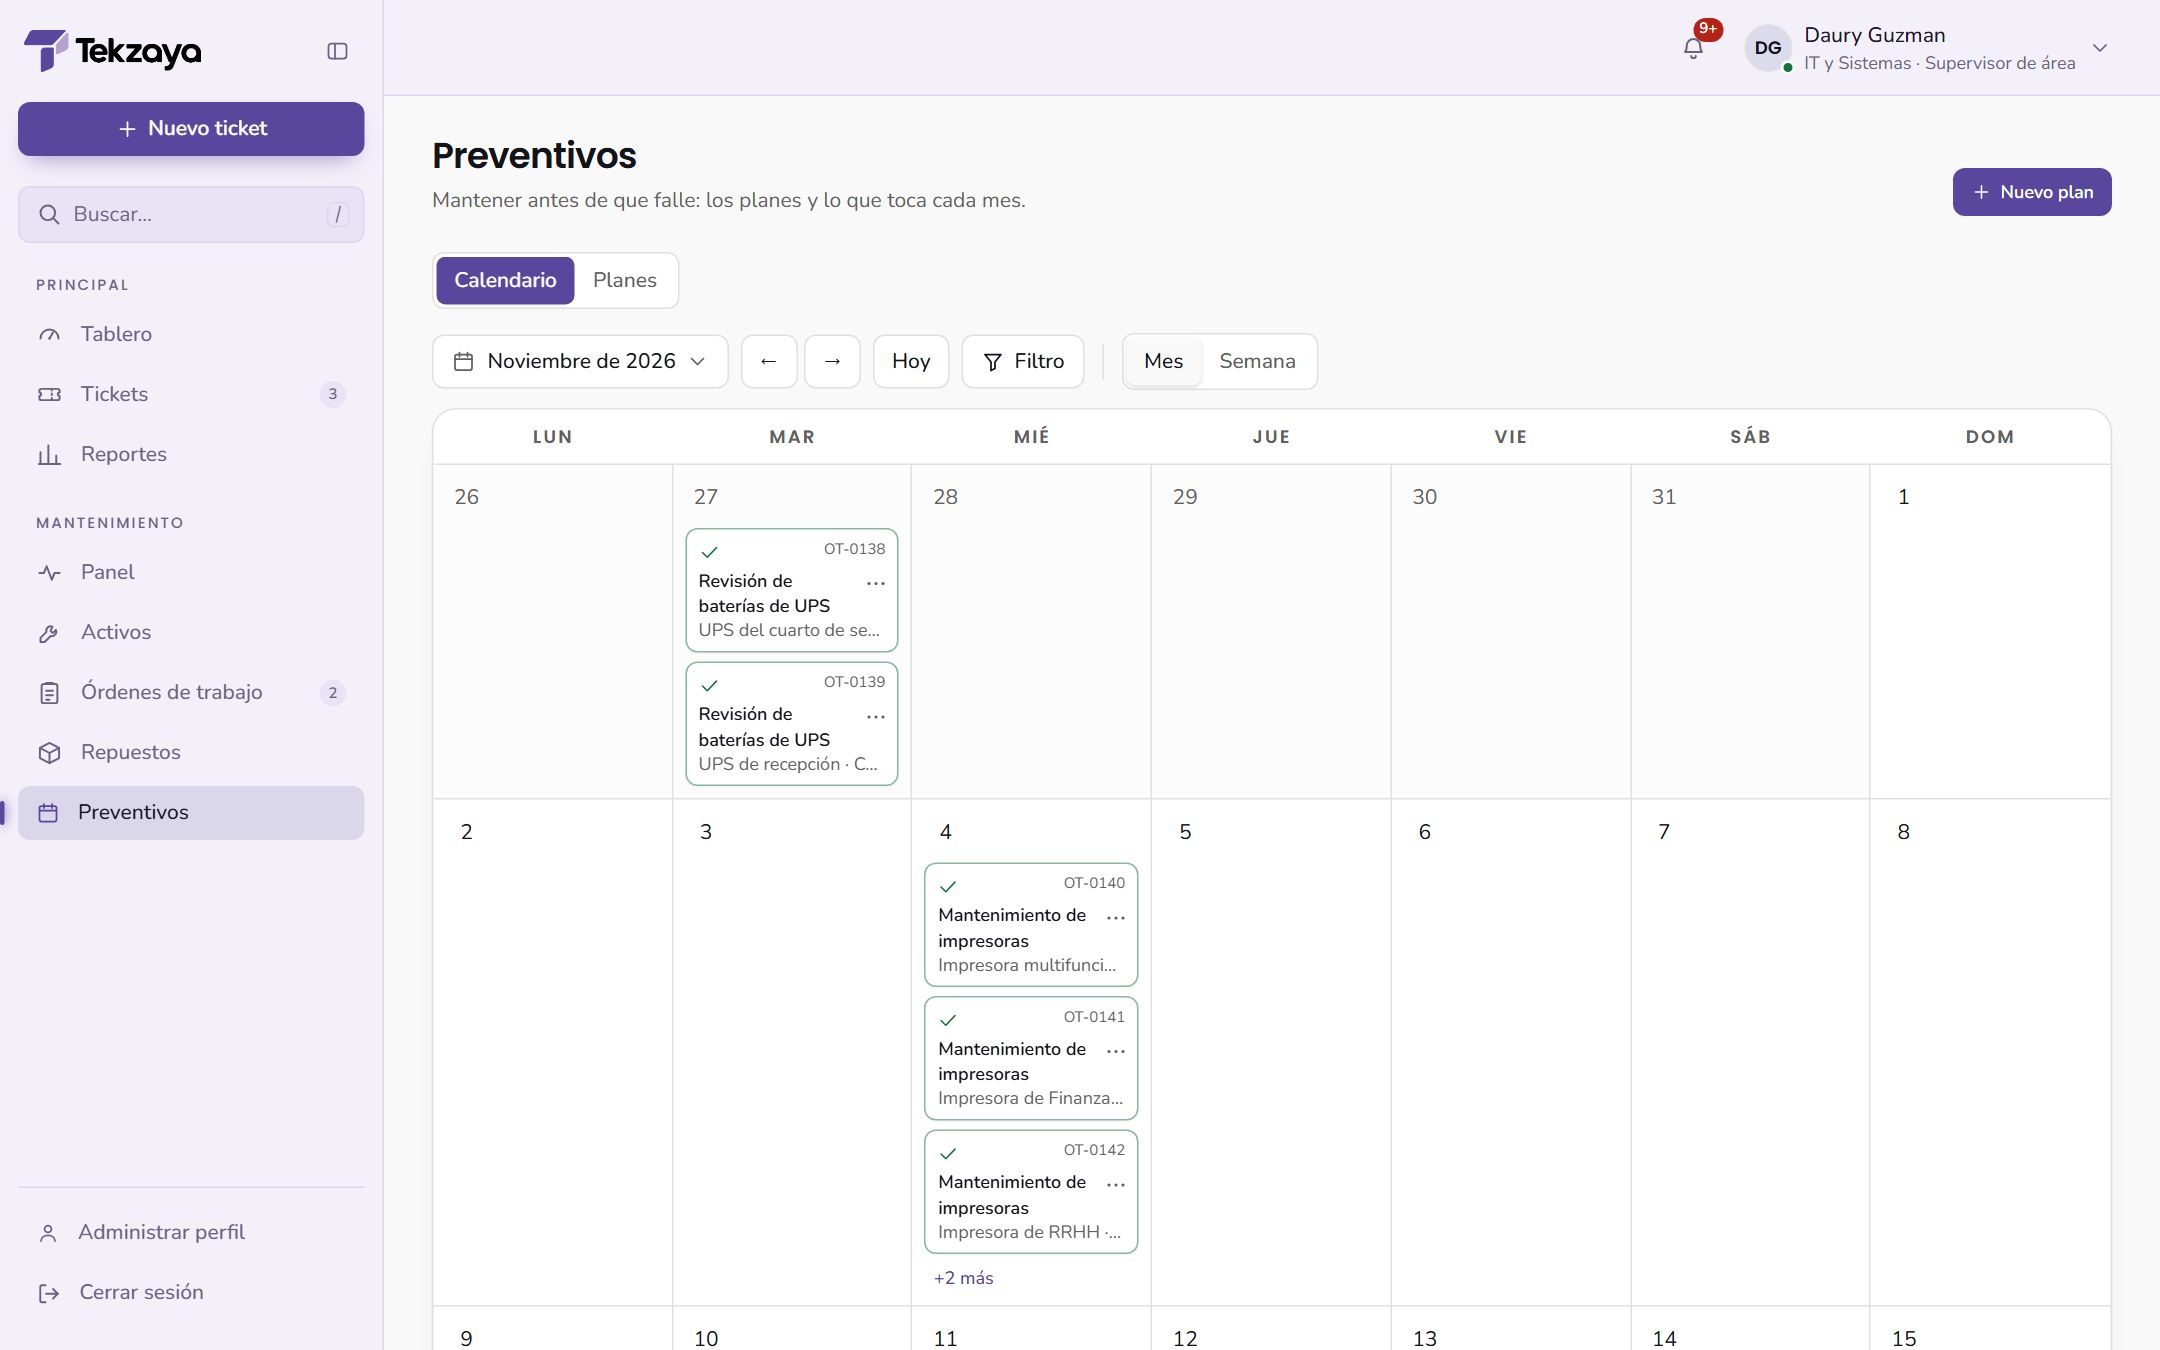 Tekzaya
Nuevo ticket
Buscar...
/
PRINCIPAL
Tablero
Tickets
3
Reportes
MANTENIMIENTO
Panel
Activos
Órdenes de trabajo
2
Repuestos
Preventivos
Administrar perfil
Cerrar sesión
9+
DG
Daury Guzman
IT y Sistemas · Supervisor de área
Preventivos
Mantener antes de que falle: los planes y lo que toca cada mes.
+ Nuevo plan
Calendario
Planes
Noviembre de 2026
←
→
Hoy
Filtro
Mes
Semana
LUN MAR MIÉ JUE VIE SÁB DOM
26 27 28 29 30 31 1
OT-0138
Revisión de
...
baterías de UPS
UPS del cuarto de se...
OT-0139
Revisión de
...
baterías de UPS
UPS de recepción · C...
2 3 4 5 6 7 8
OT-0140
Mantenimiento de
...
impresoras
Impresora multifunci...
OT-0141
Mantenimiento de
...
impresoras
Impresora de Finanza...
OT-0142
Mantenimiento de
...
impresoras
Impresora de RRHH ·...
+2 más
9 10 11 12 13 14 15